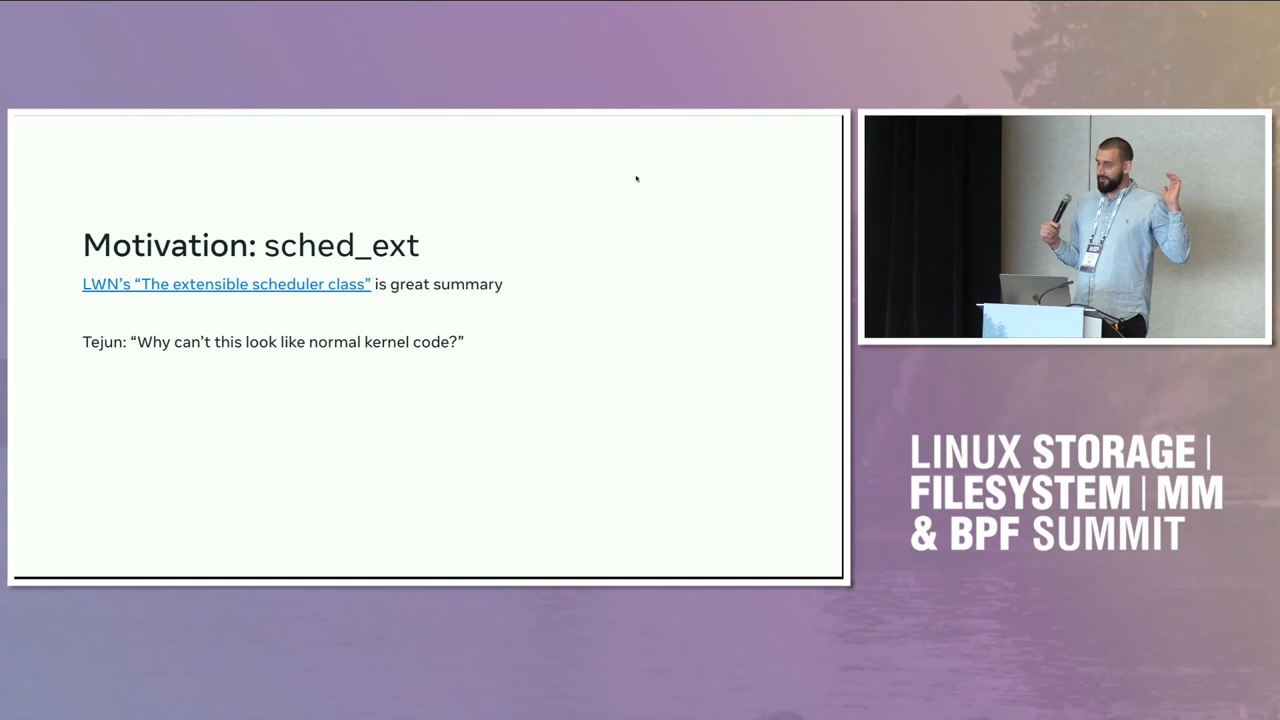 Motivation: sched_ext
LWN’s “The extensible scheduler class” is great summary
Tejun: “Why can’t this look like normal kernel code?”
LINUX STORAGE |
FILESYSTEM | MM
& BPF SUMMIT